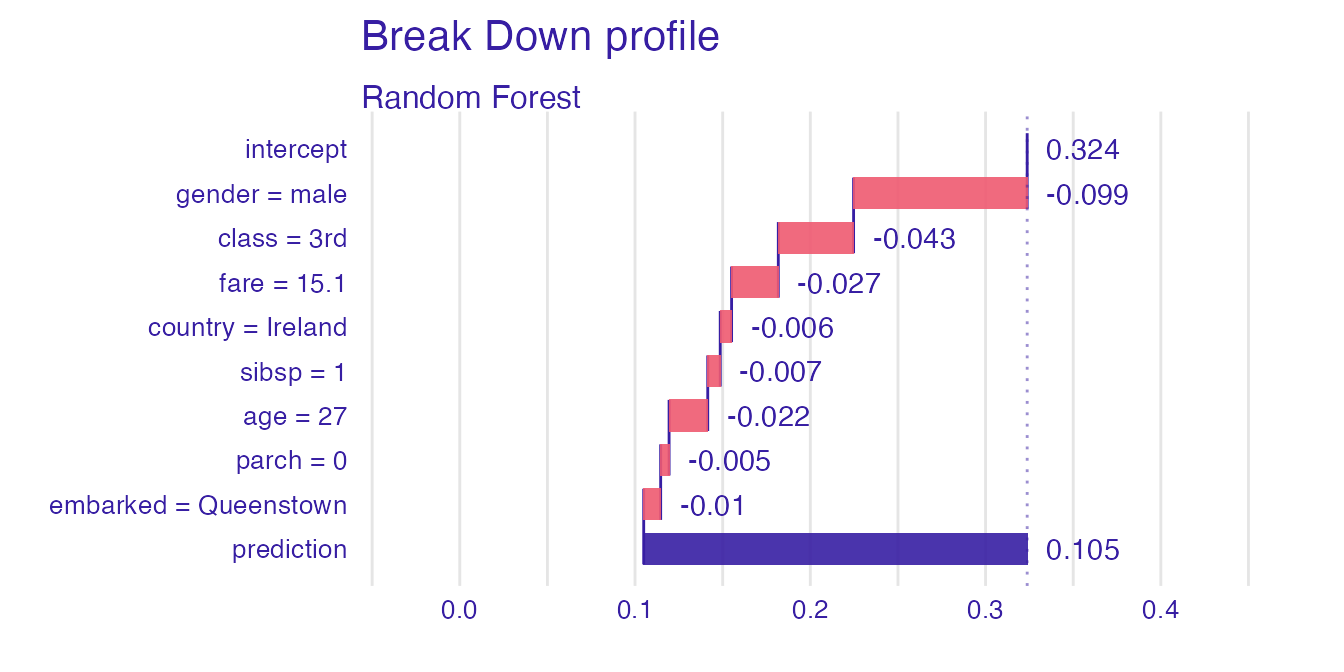 Break Down profile
Random Forest
intercept 0.324
gender = male -0.099
class = 3rd -0.043
fare = 15.1 -0.027
country = Ireland -0.006
sibsp = 1 -0.007
age = 27 -0.022
parch = 0 -0.005
embarked = Queenstown -0.01
prediction 0.105
0.0 0.1 0.2 0.3 0.4